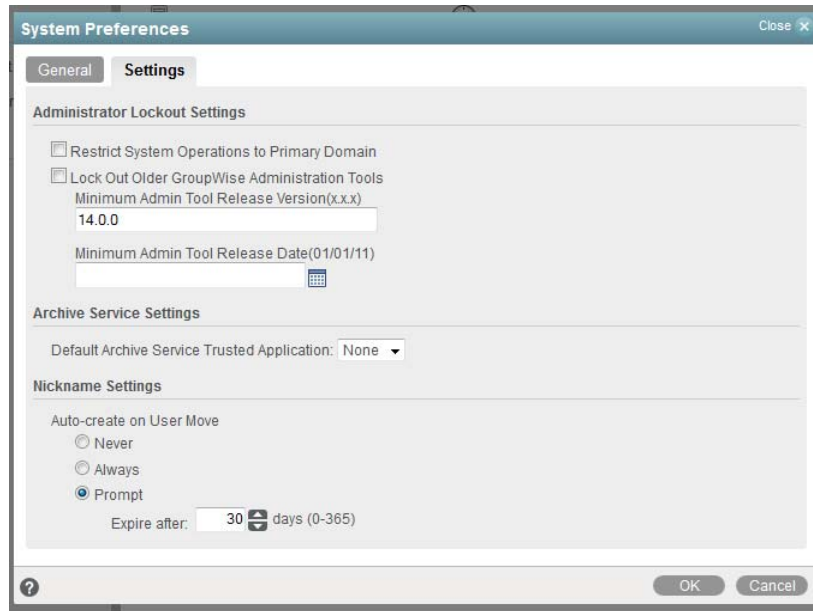 System Preferences
Close
General
Settings
Administrator Lockout Settings
Restrict System Operations to Primary Domain
Lock Out Older GroupWise Administration Tools
Minimum Admin Tool Release Version(x.x.x)
14.0.0
Minimum Admin Tool Release Date(01/01/11)
Archive Service Settings
Default Archive Service Trusted Application: None
Nickname Settings
Auto-create on User Move
Never
Always
Prompt
Expire after: 30 days (0-365)
?
OK
Cancel